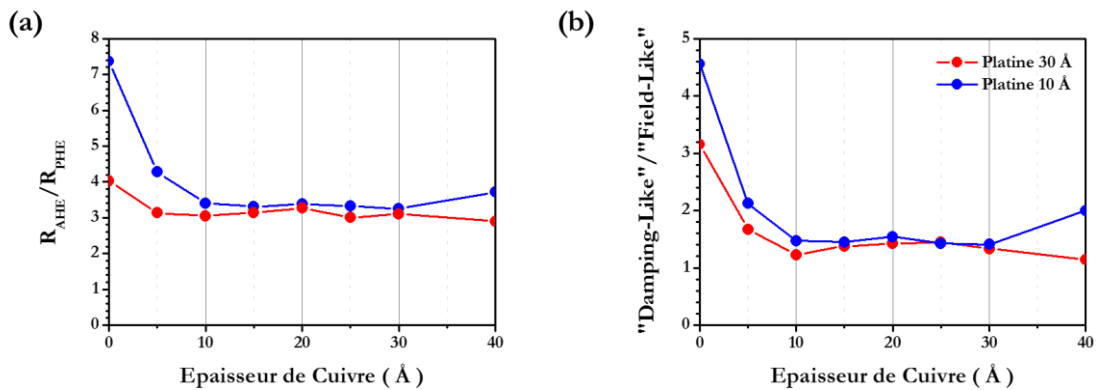 (a)
8
7
6
5
4
3
2
1
0
R_AHE/R_PHE
0 10 20 30 40
Epaisseur de Cuivre ( Å )
(b)
5
4
3
2
1
0
"Damping-Like"/"Field-Like"
Platine 30 Å
Platine 10 Å
0 10 20 30 40
Epaisseur de Cuivre ( Å )